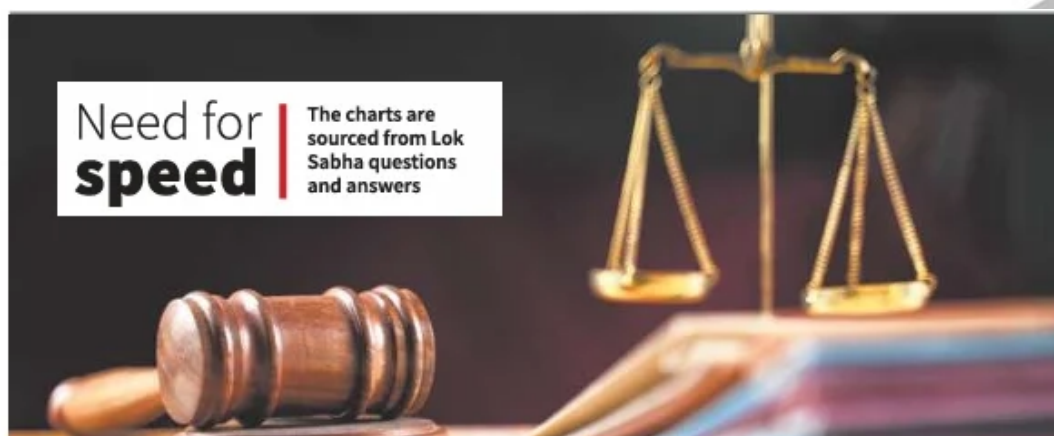 Need for
speed
The charts are
sourced from Lok
Sabha questions
and answers